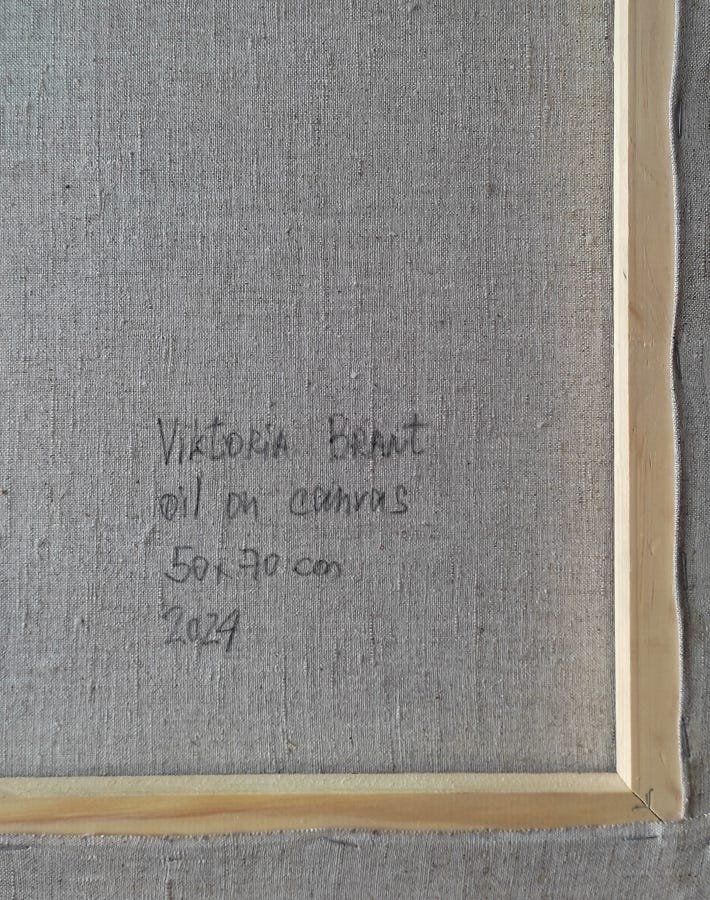 Viktoria Brant
oil on canvas
50x70 cm
2024